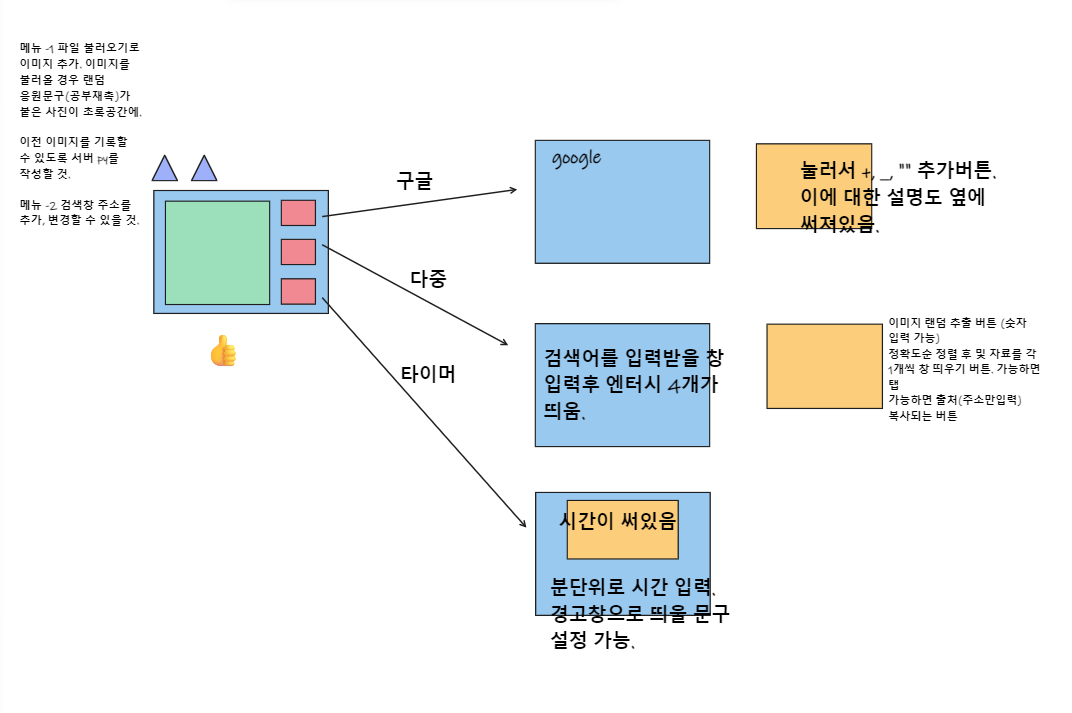 메뉴 -1 파일 불러오기로
이미지 추가. 이미지를
불러올 경우 랜덤
응원문구(공부재촉)가
붙은 사진이 초록공간에.
이전 이미지를 기록할
수 있도록 서버 py를
작성할 것.
메뉴 -2 검색창 주소를
추가, 변경할 수 있을 것.
구글
다중
타이머
google
눌러서 +, _, "" 추가버튼.
이에 대한 설명도 옆에
써져있음.
검색어를 입력받을 창
입력후 엔터시 4개가
띄움.
이미지 랜덤 추출 버튼 (숫자
입력 가능)
정확도순 정렬 후 및 자료를 각
1개씩 창 띄우기 버튼. 가능하면
탭
가능하면 출처(주소만입력)
복사되는 버튼
시간이 써있음
분단위로 시간 입력.
경고창으로 띄울 문구
설정 가능.